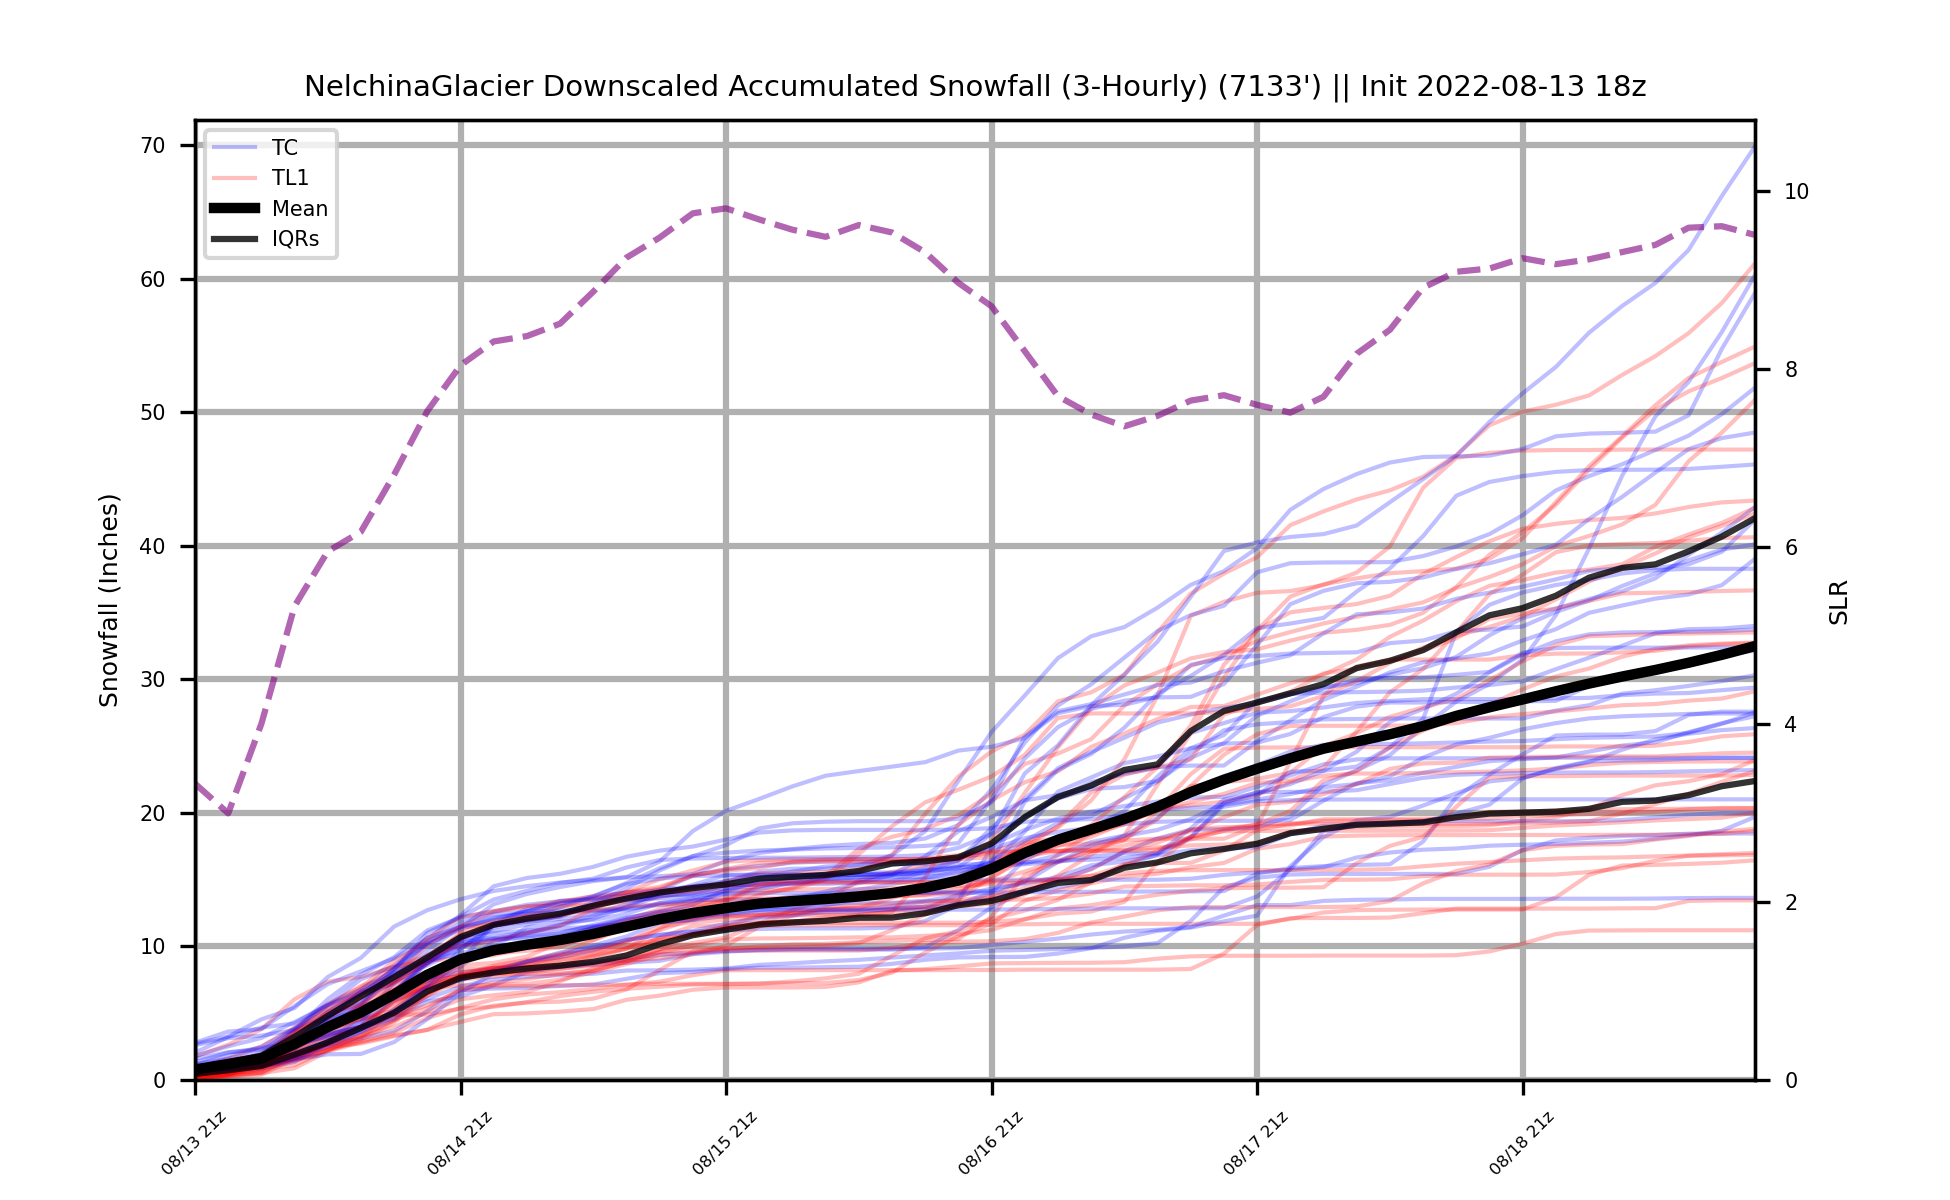 NelchinaGlacier Downscaled Accumulated Snowfall (3-Hourly) (7133') || Init 2022-08-13 18z
TC
TL1
Mean
IQRs
Snowfall (Inches)
70
60
50
40
30
20
10
0
SLR
10
8
6
4
2
0
08/13 21z
08/14 21z
08/15 21z
08/16 21z
08/17 21z
08/18 21z